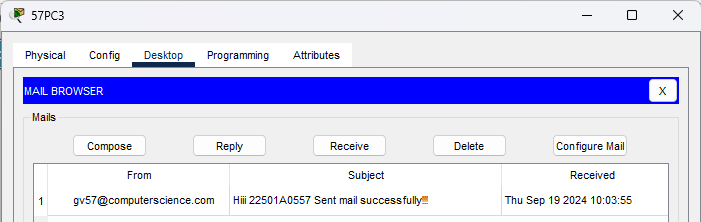 57PC3
Physical Config Desktop Programming Attributes
MAIL BROWSER X
Mails
Compose Reply Receive Delete Configure Mail
From Subject Received
1 gv57@computerscience.com Hiii 22501A0557 Sent mail successfully!!! Thu Sep 19 2024 10:03:55